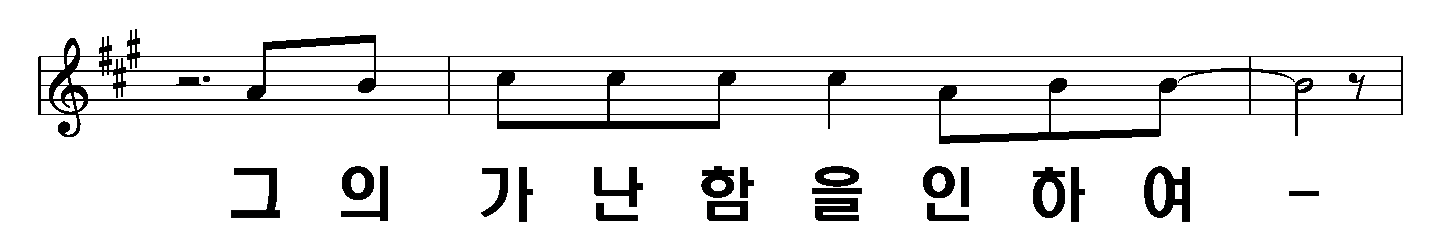 그 의 가 난 함 을 인 하 여 -